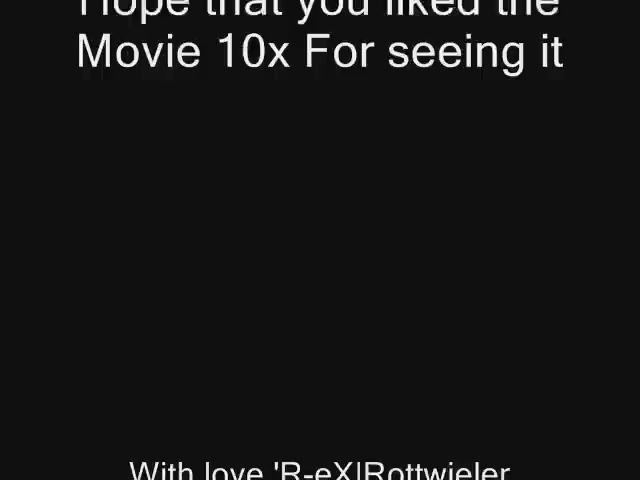 Hope that you liked the
Movie 10x For seeing it
With love 'R-eX|Rottwieler